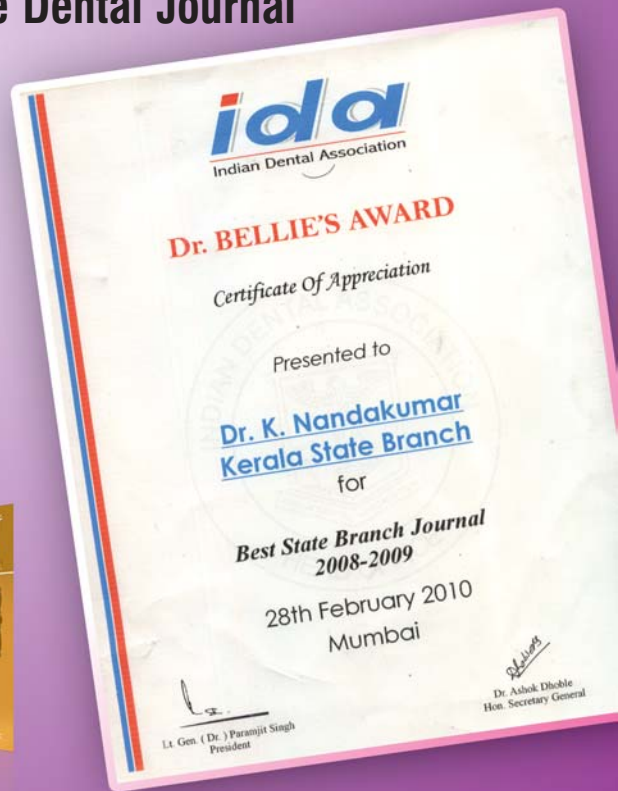 e Dental Journal
ida
Indian Dental Association
Dr. BELLIE'S AWARD
Certificate Of Appreciation
Presented to
Dr. K. Nandakumar
Kerala State Branch
for
Best State Branch Journal
2008-2009
28th February 2010
Mumbai
Lt. Gen. ( Dr. ) Paramjit Singh
President
Dr. Ashok Dhoble
Hon. Secretary General